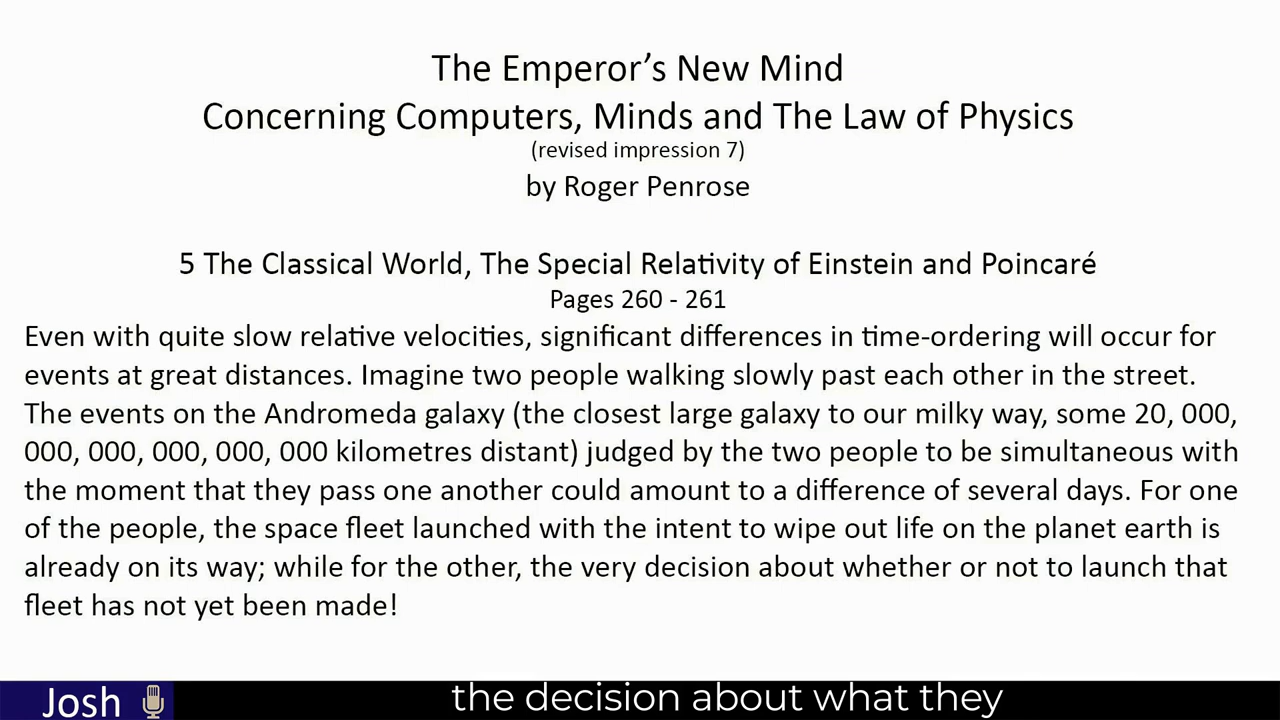 The Emperor’s New Mind
Concerning Computers, Minds and The Law of Physics
(revised impression 7)
by Roger Penrose
5 The Classical World, The Special Relativity of Einstein and Poincaré
Pages 260 - 261
Even with quite slow relative velocities, significant differences in time-ordering will occur for
events at great distances. Imagine two people walking slowly past each other in the street.
The events on the Andromeda galaxy (the closest large galaxy to our milky way, some 20, 000,
000, 000, 000, 000, 000 kilometres distant) judged by the two people to be simultaneous with
the moment that they pass one another could amount to a difference of several days. For one
of the people, the space fleet launched with the intent to wipe out life on the planet earth is
already on its way; while for the other, the very decision about whether or not to launch that
fleet has not yet been made!
Josh
the decision about what they